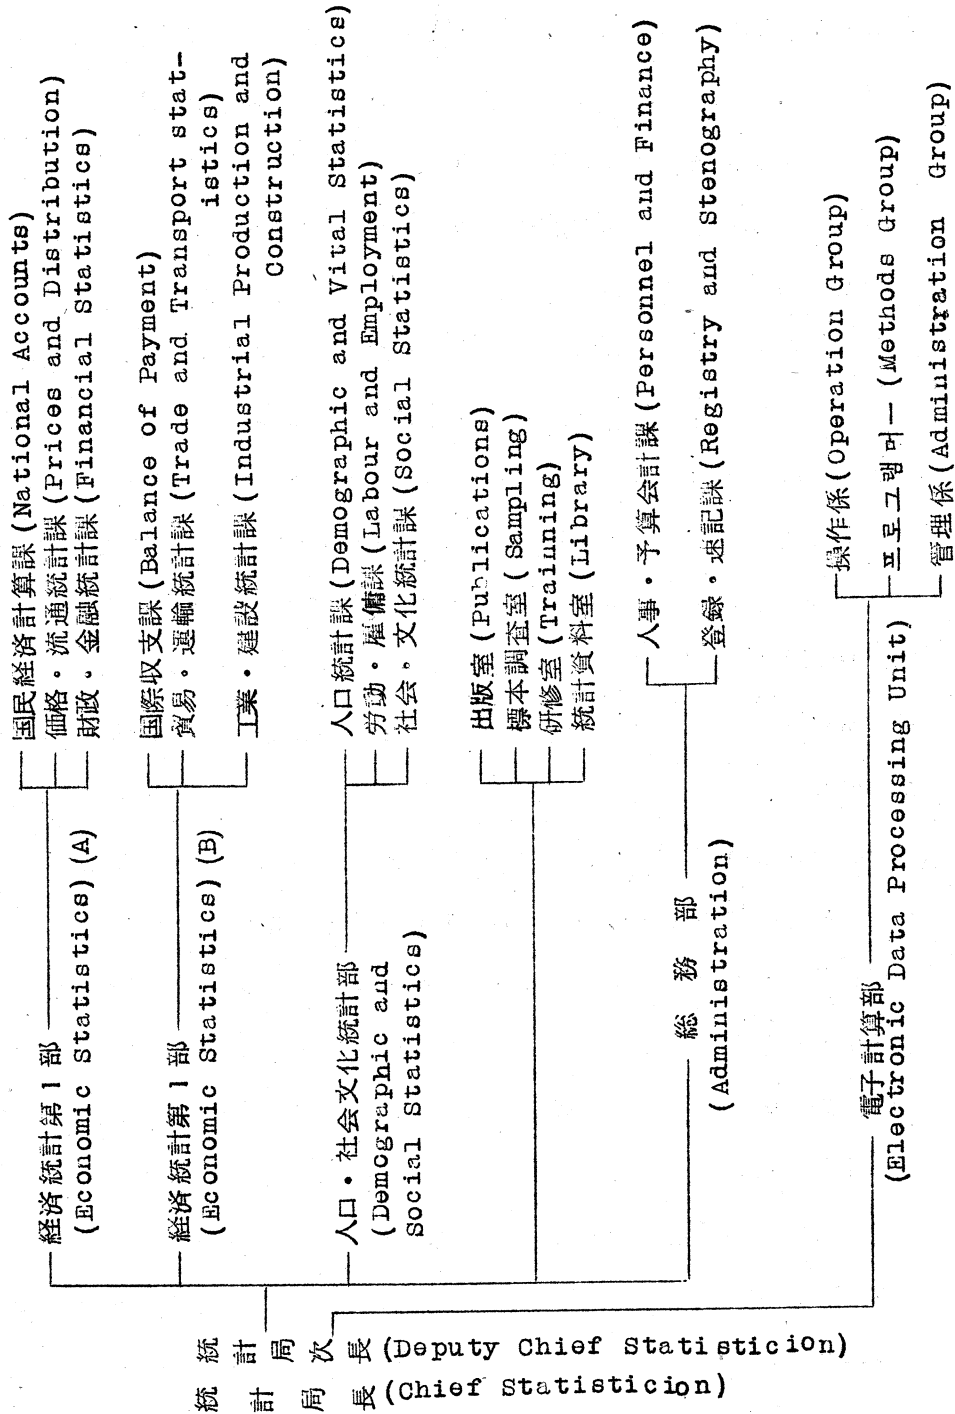 統計局長(Chief Statisticion)
統計局次長(Deputy Chief Statisticion)
経済統計第1部
(Economic Statistics)(A)
国民経済計算課(National Accounts)
価格・流通統計課(Prices and Distribution)
財政・金融統計課(Financial Statistics)
経済統計第1部
(Economic Statistics)(B)
国際収支課(Balance of Payment)
貿易・運輸統計課(Trade and Transport stat-
istics)
工業・建設統計課(Industrial Production and
Construction)
人口・社会文化統計部
(Demographic and
Social Statistics)
人口統計課(Demographic and Vital Statistics)
労働・雇傭課(Labour and Employment)
社会・文化統計課(Social Statistics)
出版室(Publications)
標本調査室(Sampling)
研修室(Trainning)
統計資料室(Library)
総務部
(Administration)
人事・予算会計課(Personnel and Finance)
登録・速記課(Registry and Stenography)
電子計算部
(Electronic Data Processing Unit)
操作係(Operation Group)
프로그램머ー(Methods Group)
管理係(Administration Group)